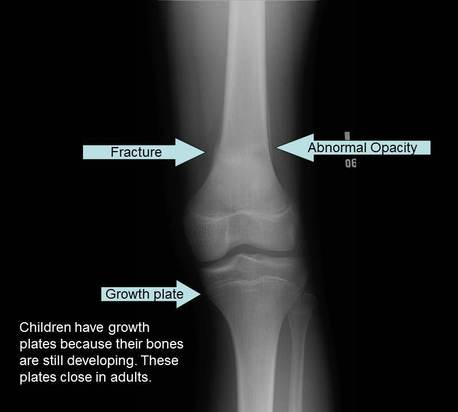 Fracture
Abnormal Opacity
Growth plate
Children have growth
plates because their bones
are still developing. These
plates close in adults.